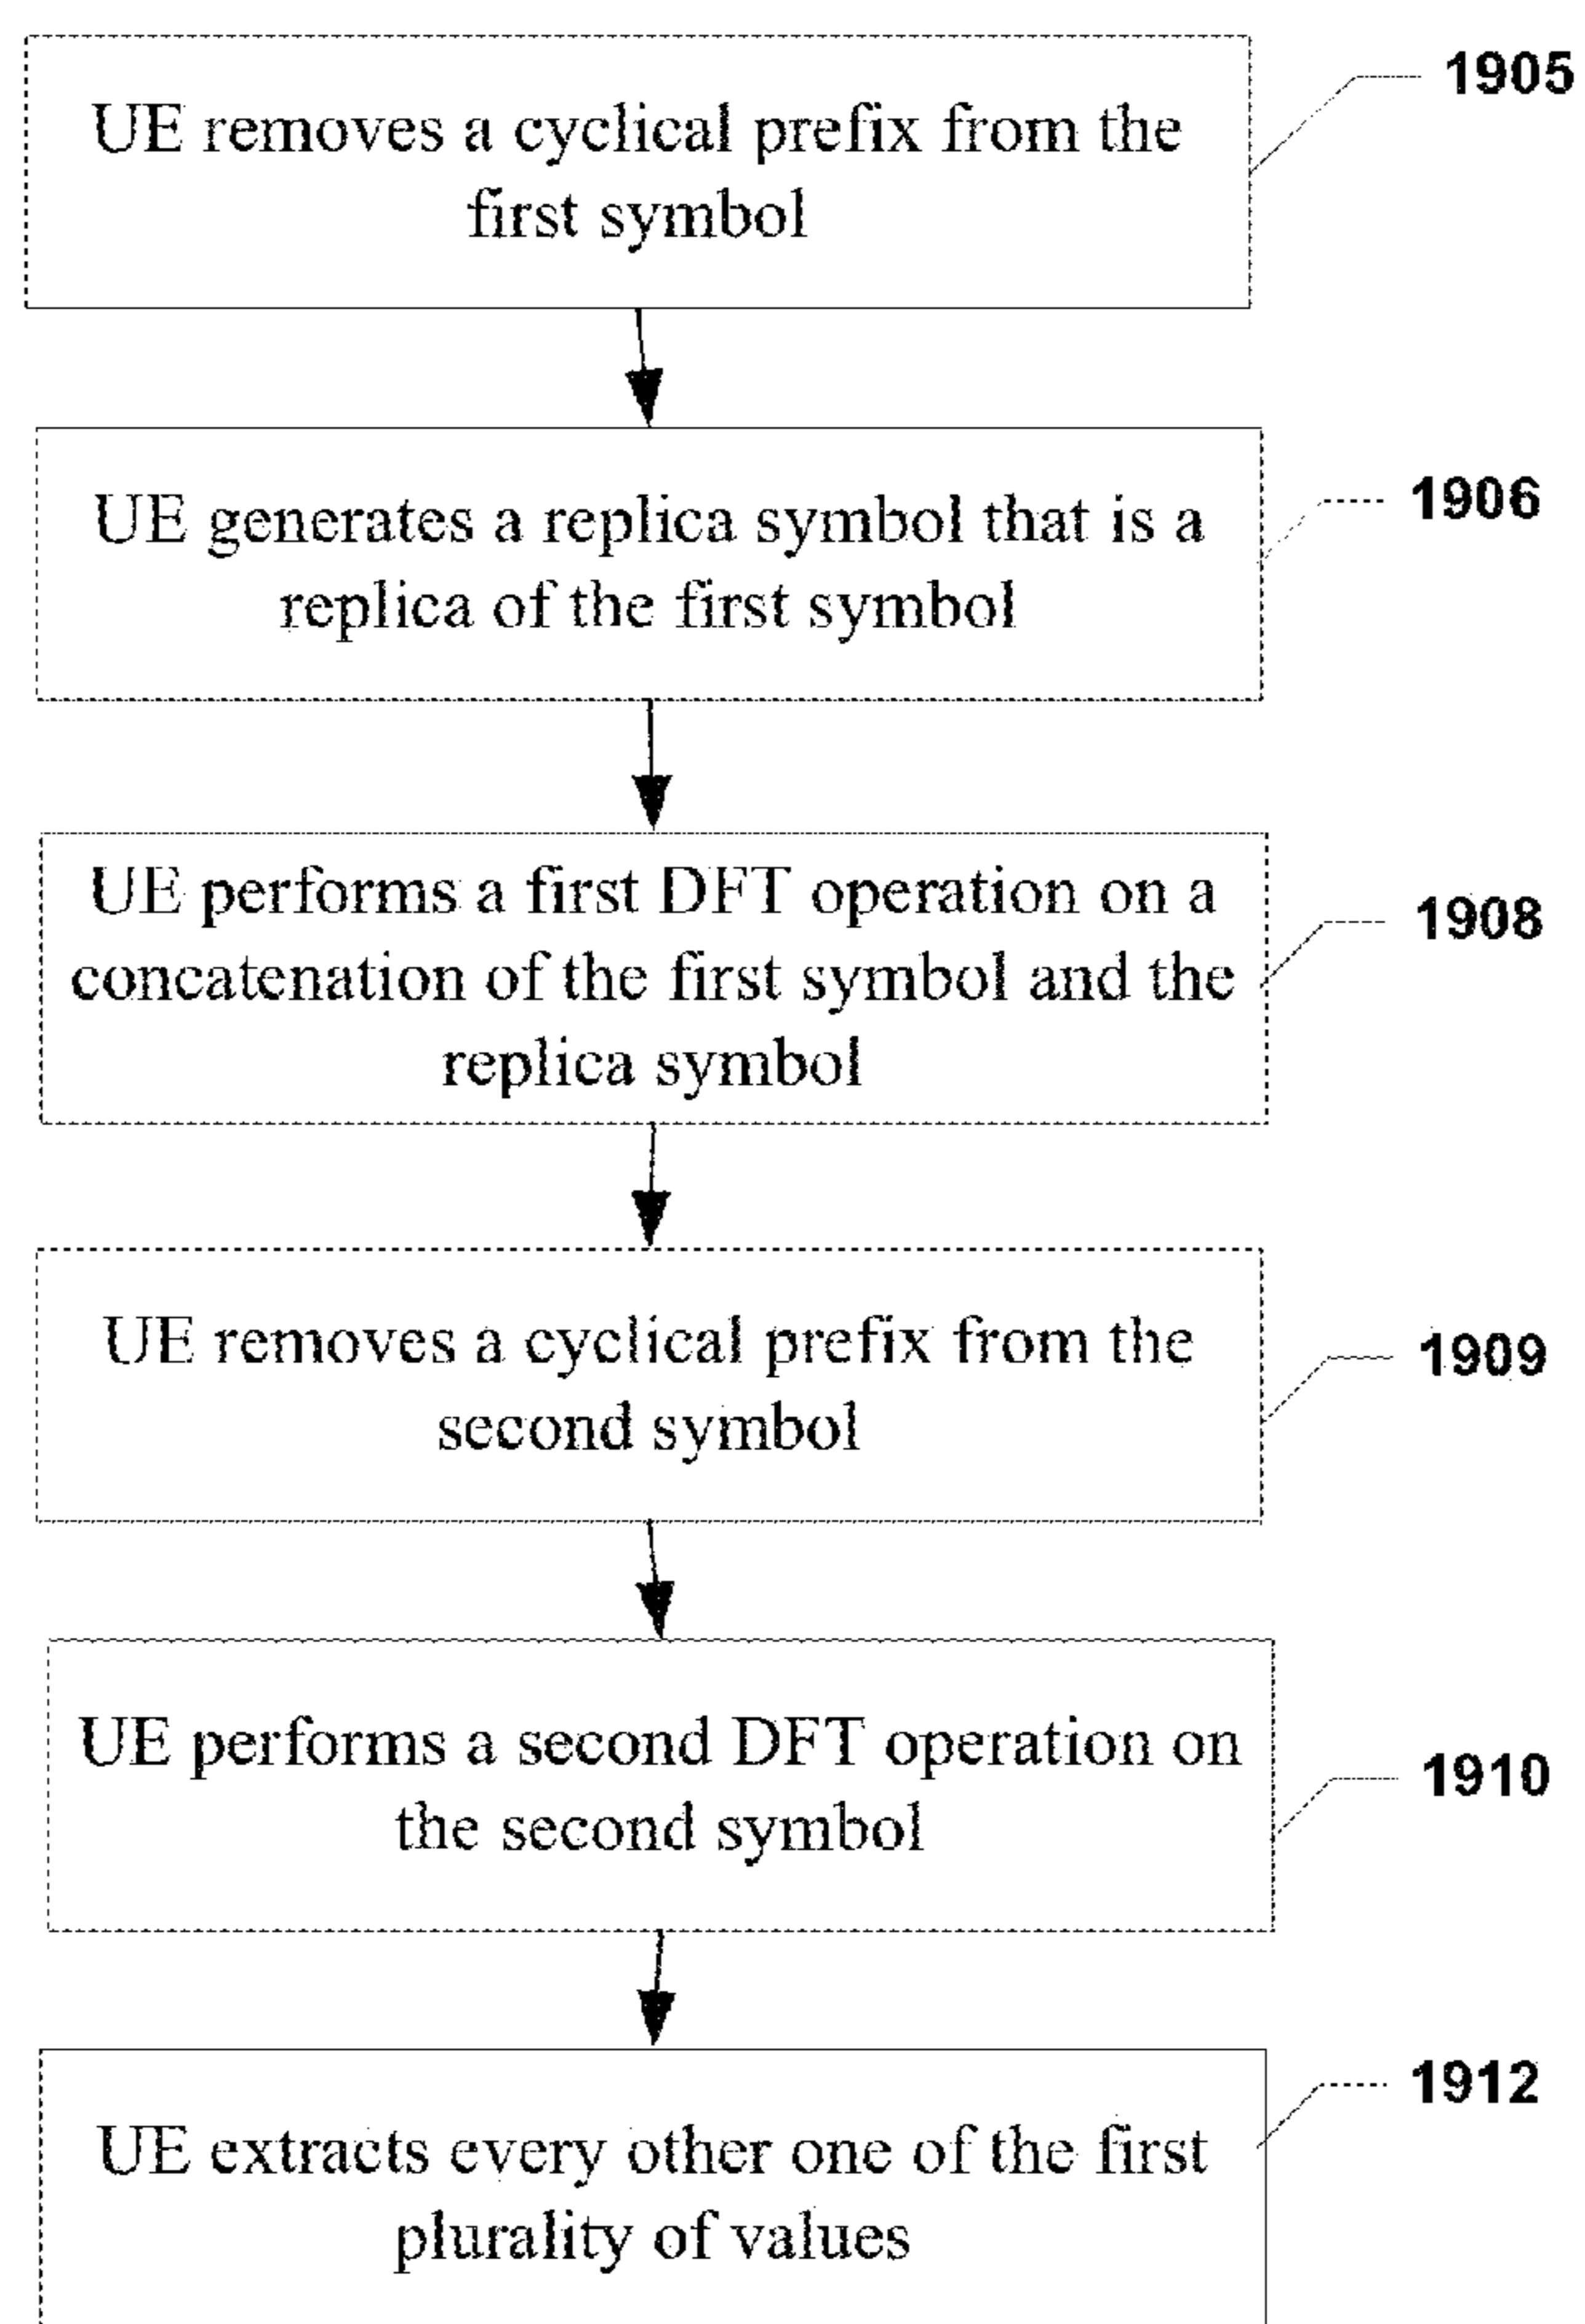 UE removes a cyclical prefix from the
first symbol
1905
UE generates a replica symbol that is a
replica of the first symbol
1906
UE performs a first DFT operation on a
concatenation of the first symbol and the
replica symbol
1908
UE removes a cyclical prefix from the
second symbol
1909
UE performs a second DFT operation on
the second symbol
1910
UE extracts every other one of the first
plurality of values
1912